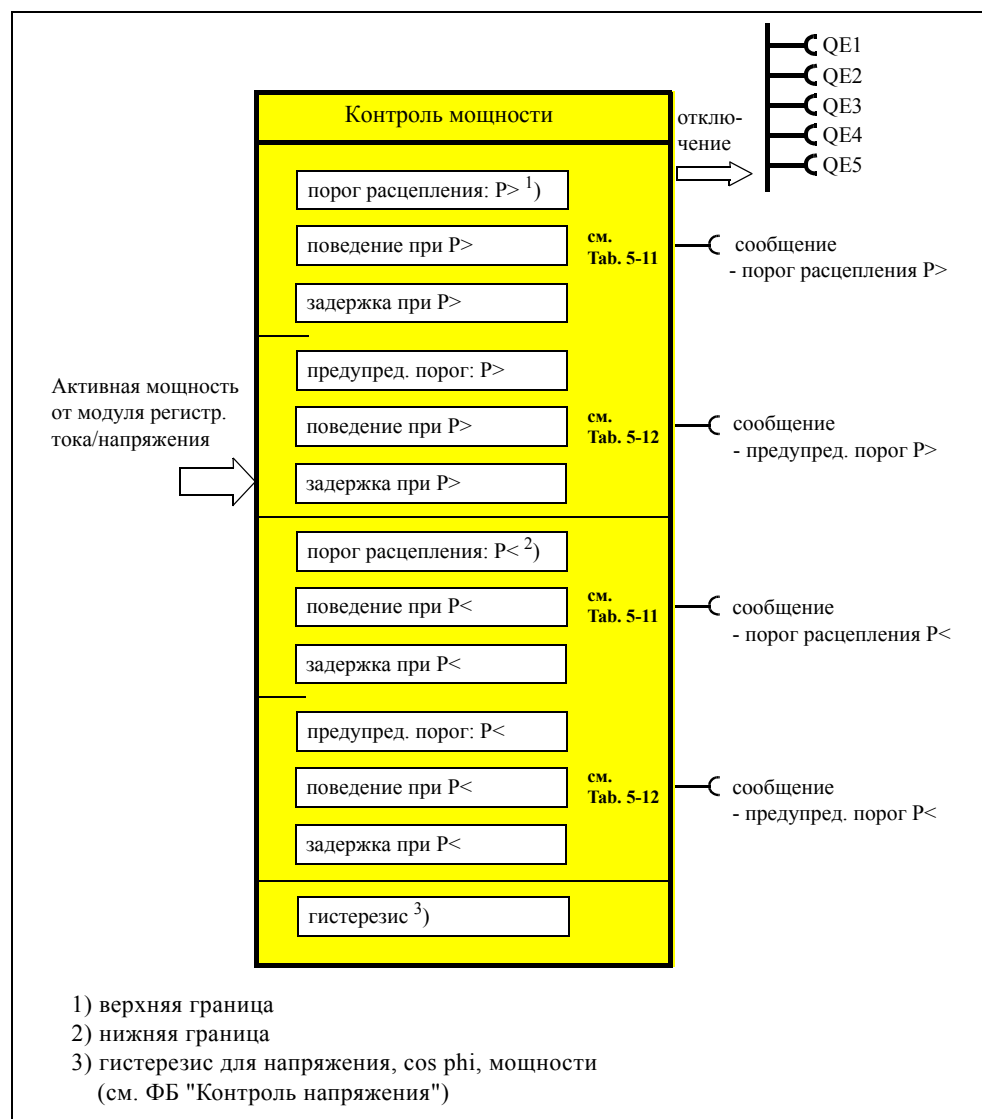 QE1
QE2
QE3
QE4
QE5
отклю-
чение
Контроль мощности
порог расцепления: P> 1)
поведение при P>
задержка при P>
см.
Tab. 5-11
сообщение
- порог расцепления P>
предупред. порог: P>
поведение при P>
задержка при P>
см.
Tab. 5-12
сообщение
- предупред. порог P>
Активная мощность
от модуля регистр.
тока/напряжения
порог расцепления: P< 2)
поведение при P<
задержка при P<
см.
Tab. 5-11
сообщение
- порог расцепления P<
предупред. порог: P<
поведение при P<
задержка при P<
см.
Tab. 5-12
сообщение
- предупред. порог P<
гистерезис 3)
1) верхняя граница
2) нижняя граница
3) гистерезис для напряжения, cos phi, мощности
(см. ФБ "Контроль напряжения")